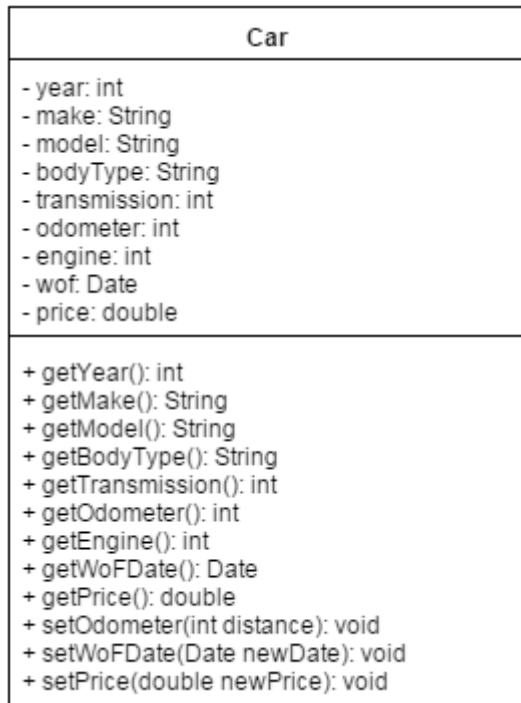 Car
- year: int
- make: String
- model: String
- bodyType: String
- transmission: int
- odometer: int
- engine: int
- wof: Date
- price: double
+ getYear(): int
+ getMake(): String
+ getModel(): String
+ getBodyType(): String
+ getTransmission(): int
+ getOdometer(): int
+ getEngine(): int
+ getWoFDate(): Date
+ getPrice(): double
+ setOdometer(int distance): void
+ setWoFDate(Date newDate): void
+ setPrice(double newPrice): void